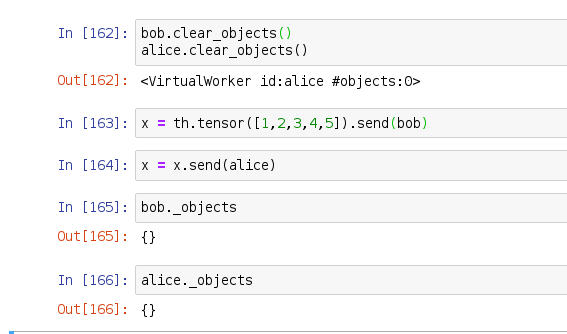 In [162]: bob.clear_objects()
alice.clear_objects()
Out[162]: <VirtualWorker id:alice #objects:0>
In [163]: x = th.tensor([1,2,3,4,5]).send(bob)
In [164]: x = x.send(alice)
In [165]: bob._objects
Out[165]: {}
In [166]: alice._objects
Out[166]: {}